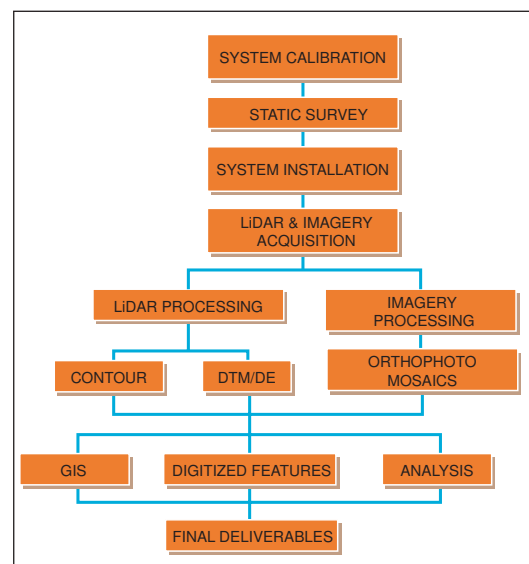 SYSTEM CALIBRATION
STATIC SURVEY
SYSTEM INSTALLATION
LiDAR & IMAGERY
ACQUISITION
LiDAR PROCESSING
IMAGERY
PROCESSING
CONTOUR
DTM/DE
ORTHOPHOTO
MOSAICS
GIS
DIGITIZED FEATURES
ANALYSIS
FINAL DELIVERABLES